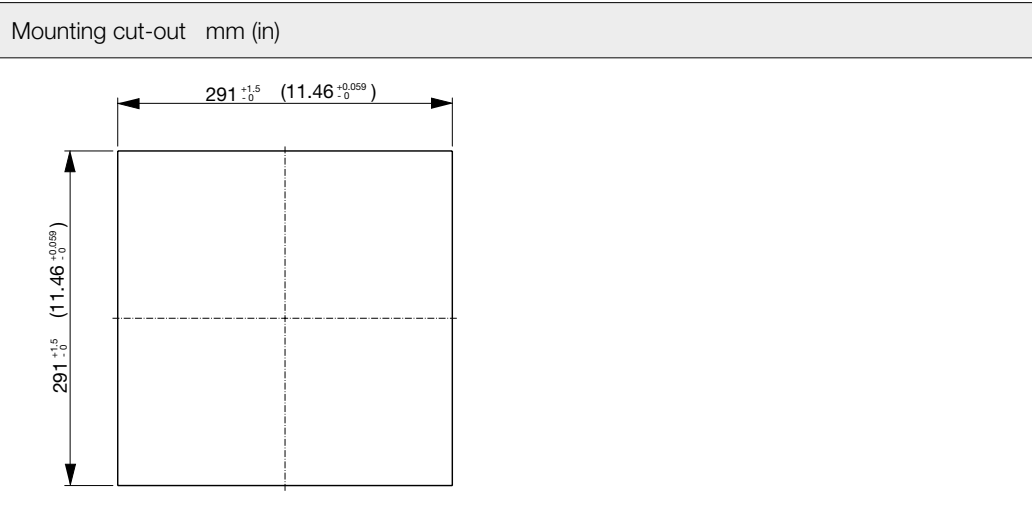 Mounting cut-out mm (in)
291 +1.5 - 0 (11.46 +0.059 - 0 )
291 +1.5 - 0 (11.46 +0.059 - 0 )